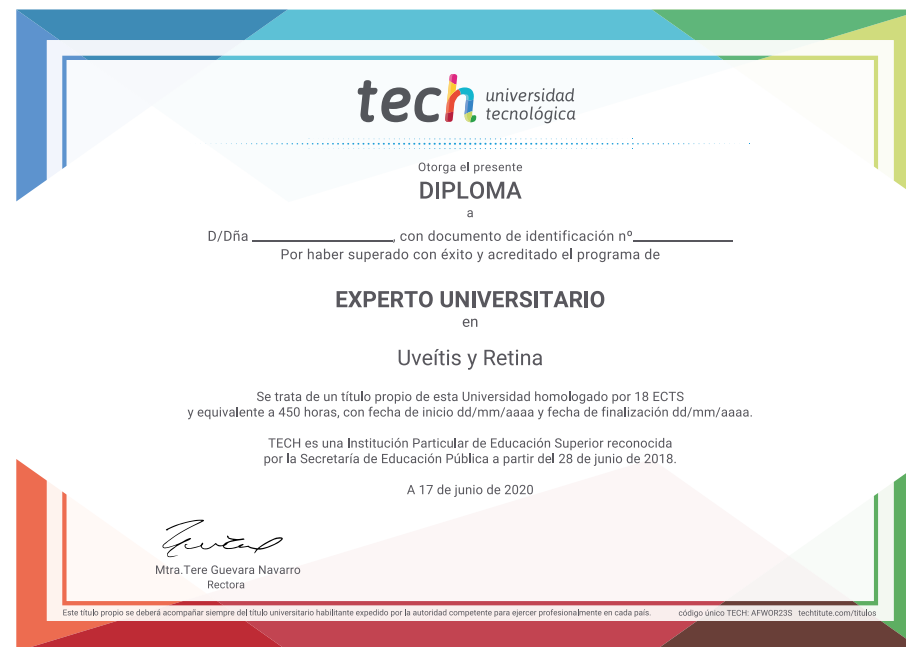 tech universidad
tecnológica
Otorga el presente
DIPLOMA
a
D/Dña , con documento de identificación nº
Por haber superado con éxito y acreditado el programa de
EXPERTO UNIVERSITARIO
en
Uveítis y Retina
Se trata de un título propio de esta Universidad homologado por 18 ECTS
y equivalente a 450 horas, con fecha de inicio dd/mm/aaaa y fecha de finalización dd/mm/aaaa.
TECH es una Institución Particular de Educación Superior reconocida
por la Secretaría de Educación Pública a partir del 28 de junio de 2018.
A 17 de junio de 2020
Mtra.Tere Guevara Navarro
Rectora
Este título propio se deberá acompañar siempre del título universitario habilitante expedido por la autoridad competente para ejercer profesionalmente en cada país. código único TECH: AFWOR23S techtitute.com/titulos